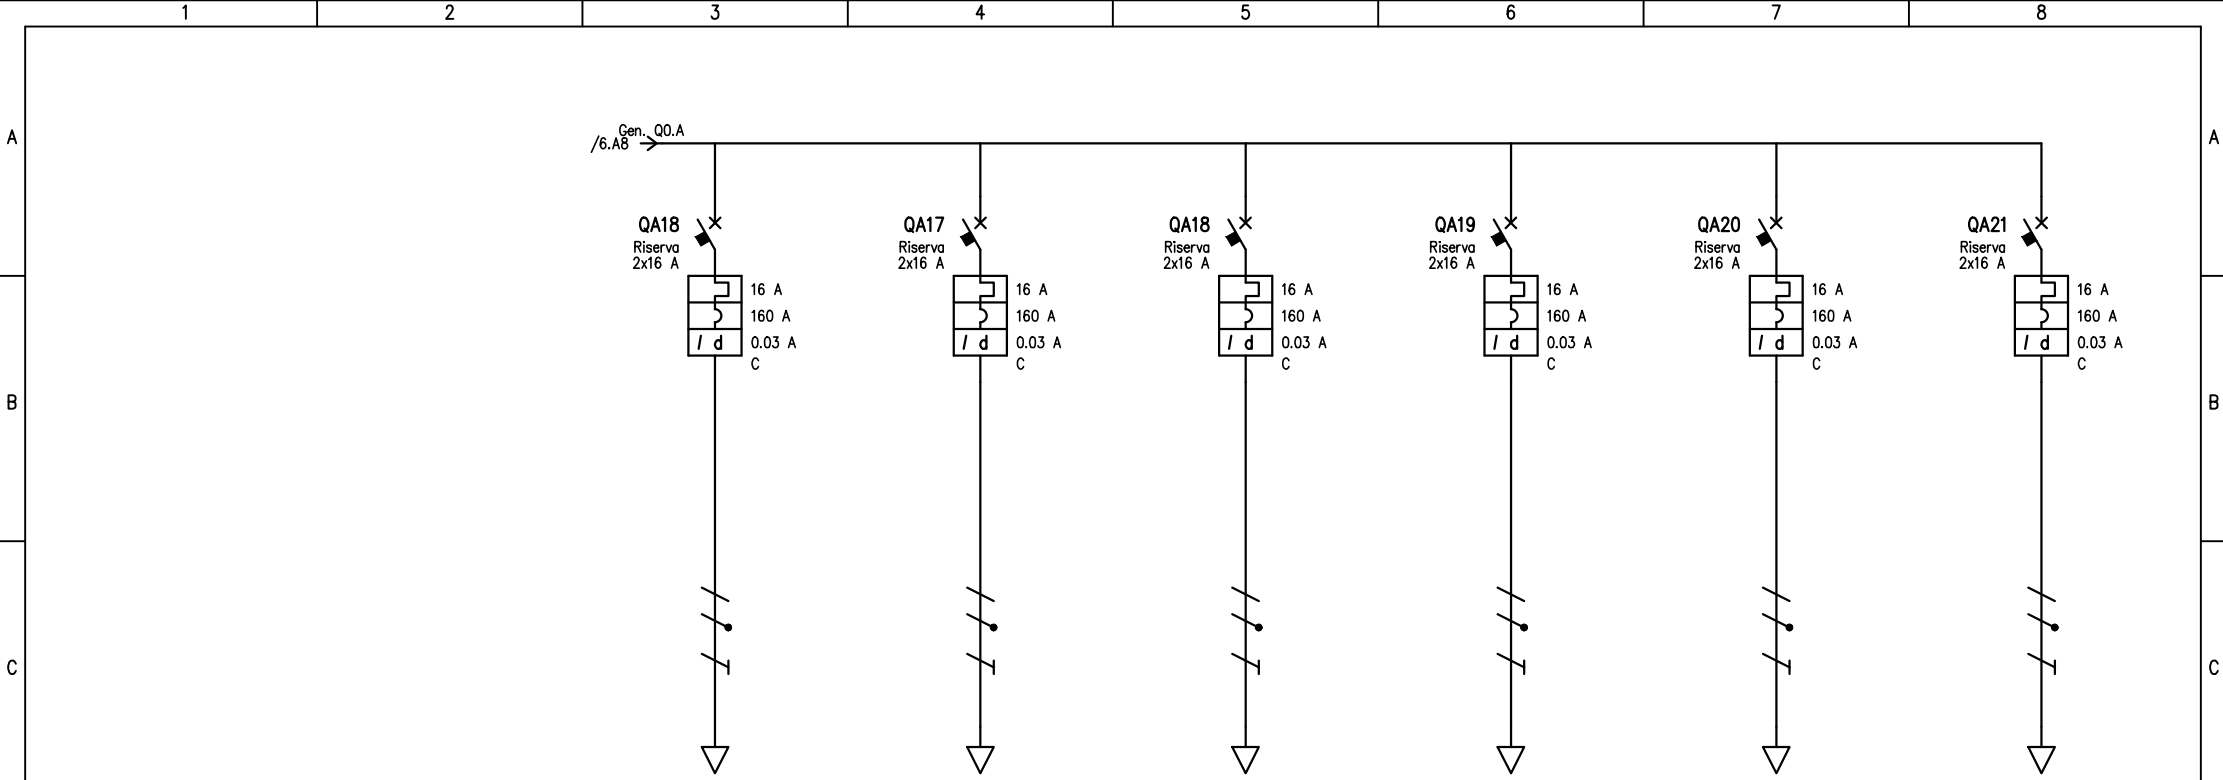 1 2 3 4 5 6 7 8
A A
Gen. Q0.A
/6.A8
QA18 QA17 QA18 QA19 QA20 QA21
Riserva Riserva Riserva Riserva Riserva Riserva
2x16 A 2x16 A 2x16 A 2x16 A 2x16 A 2x16 A
16 A 16 A 16 A 16 A 16 A 16 A
160 A 160 A 160 A 160 A 160 A 160 A
I d 0.03 A I d 0.03 A I d 0.03 A I d 0.03 A I d 0.03 A I d 0.03 A
C C C C C C
B B
C C